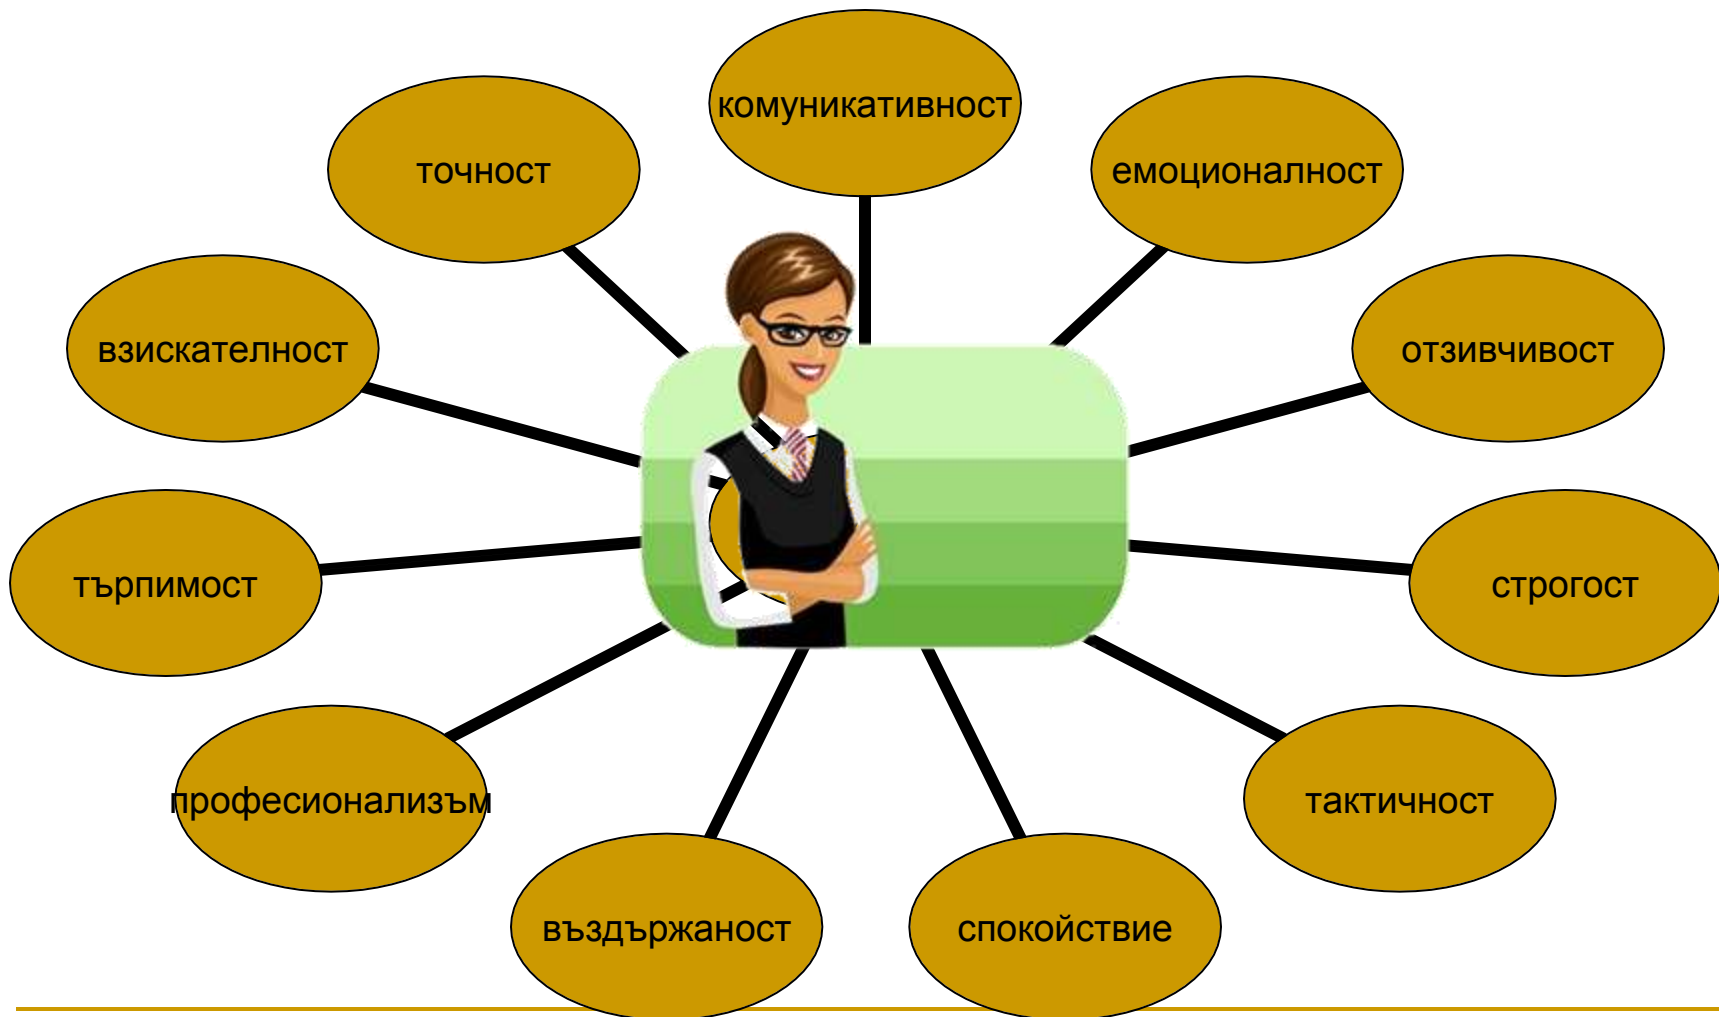 комуникативност
точност
емоционалност
взискателност
отзивчивост
търпимост
строгост
професионализъм
тактичност
въздържаност
спокойствие